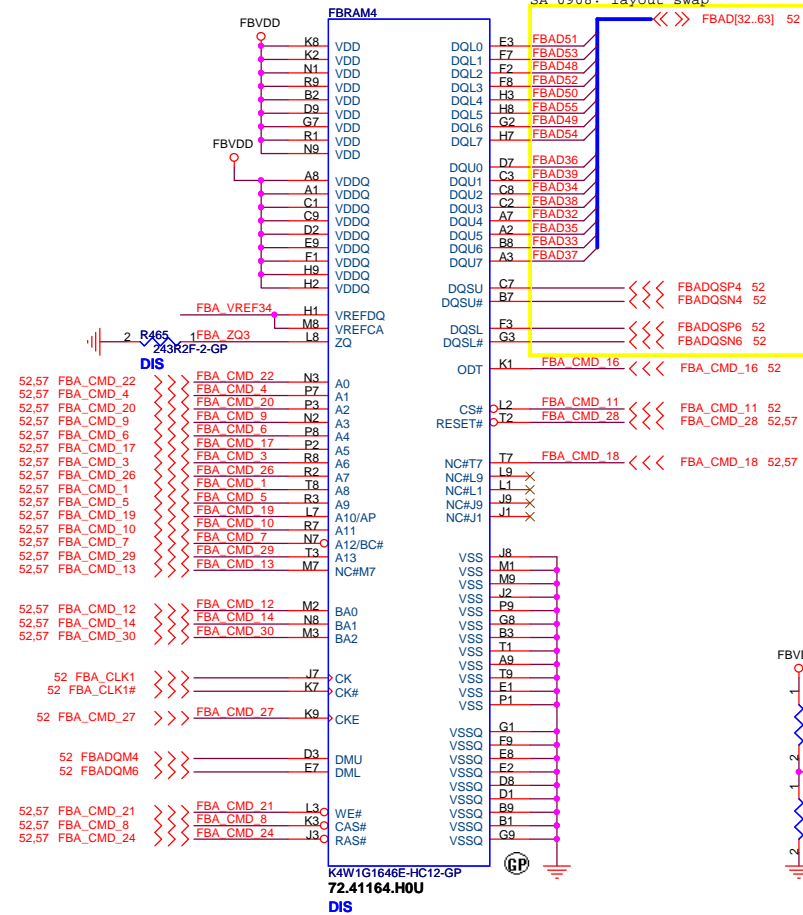 SA 0908: layout swap
FBRAM4
FBVDD
FBAD[32..63] 52
K8 VDD
K2 VDD
N1 VDD
R9 VDD
B2 VDD
D9 VDD
G7 VDD
R1 VDD
N9 VDD
FBVDD
A8 VDDQ
A1 VDDQ
C1 VDDQ
C9 VDDQ
D2 VDDQ
E9 VDDQ
F1 VDDQ
H9 VDDQ
H2 VDDQ
FBA_VREF34 H1 VREFDQ
M8 VREFCA
2 R465 1 FBA_ZQ3 L8 ZQ
243R2F-2-GP
DIS
52,57 FBA_CMD_22 FBA_CMD_22 N3 A0
52,57 FBA_CMD_4 FBA_CMD_4 P7 A1
52,57 FBA_CMD_20 FBA_CMD_20 P3 A2
52,57 FBA_CMD_9 FBA_CMD_9 N2 A3
52,57 FBA_CMD_6 FBA_CMD_6 P8 A4
52,57 FBA_CMD_17 FBA_CMD_17 P2 A5
52,57 FBA_CMD_3 FBA_CMD_3 R8 A6
52,57 FBA_CMD_26 FBA_CMD_26 R2 A7
52,57 FBA_CMD_1 FBA_CMD_1 T8 A8
52,57 FBA_CMD_5 FBA_CMD_5 R3 A9
52,57 FBA_CMD_19 FBA_CMD_19 L7 A10/AP
52,57 FBA_CMD_10 FBA_CMD_10 R7 A11
52,57 FBA_CMD_7 FBA_CMD_7 N7 A12/BC#
52,57 FBA_CMD_29 FBA_CMD_29 T3 A13
52,57 FBA_CMD_13 FBA_CMD_13 M7 NC#M7
52,57 FBA_CMD_12 FBA_CMD_12 M2 BA0
52,57 FBA_CMD_14 FBA_CMD_14 N8 BA1
52,57 FBA_CMD_30 FBA_CMD_30 M3 BA2
52 FBA_CLK1 J7 CK
52 FBA_CLK1# K7 CK#
52 FBA_CMD_27 FBA_CMD_27 K9 CKE
52 FBADQM4 D3 DMU
52 FBADQM6 E7 DML
52,57 FBA_CMD_21 FBA_CMD_21 L3 WE#
52,57 FBA_CMD_8 FBA_CMD_8 K3 CAS#
52,57 FBA_CMD_24 FBA_CMD_24 J3 RAS#
DQL0 E3 FBAD51
DQL1 F7 FBAD53
DQL2 F2 FBAD48
DQL3 F8 FBAD52
DQL4 H3 FBAD50
DQL5 H8 FBAD55
DQL6 G2 FBAD49
DQL7 H7 FBAD54
DQU0 D7 FBAD36
DQU1 C3 FBAD39
DQU2 C8 FBAD34
DQU3 C2 FBAD38
DQU4 A7 FBAD32
DQU5 A2 FBAD35
DQU6 B8 FBAD33
DQU7 A3 FBAD37
DQSU C7 FBADQSP4 52
DQSU# B7 FBADQSN4 52
DQSL F3 FBADQSP6 52
DQSL# G3 FBADQSN6 52
ODT K1 FBA_CMD_16 FBA_CMD_16 52
CS# L2 FBA_CMD_11 FBA_CMD_11 52
RESET# T2 FBA_CMD_28 FBA_CMD_28 52,57
NC#T7 T7 FBA_CMD_18 FBA_CMD_18 52,57
NC#L9 L9
NC#L1 L1
NC#J9 J9
NC#J1 J1
VSS J8
VSS M1
VSS M9
VSS J2
VSS P9
VSS G8
VSS B3
VSS T1
VSS A9
VSS T9
VSS E1
VSS P1
VSSQ G1
VSSQ F9
VSSQ E8
VSSQ E2
VSSQ D8
VSSQ D1
VSSQ B9
VSSQ B1
VSSQ G9
FBV
1
2
1
2
GP
K4W1G1646E-HC12-GP
72.41164.H0U
DIS